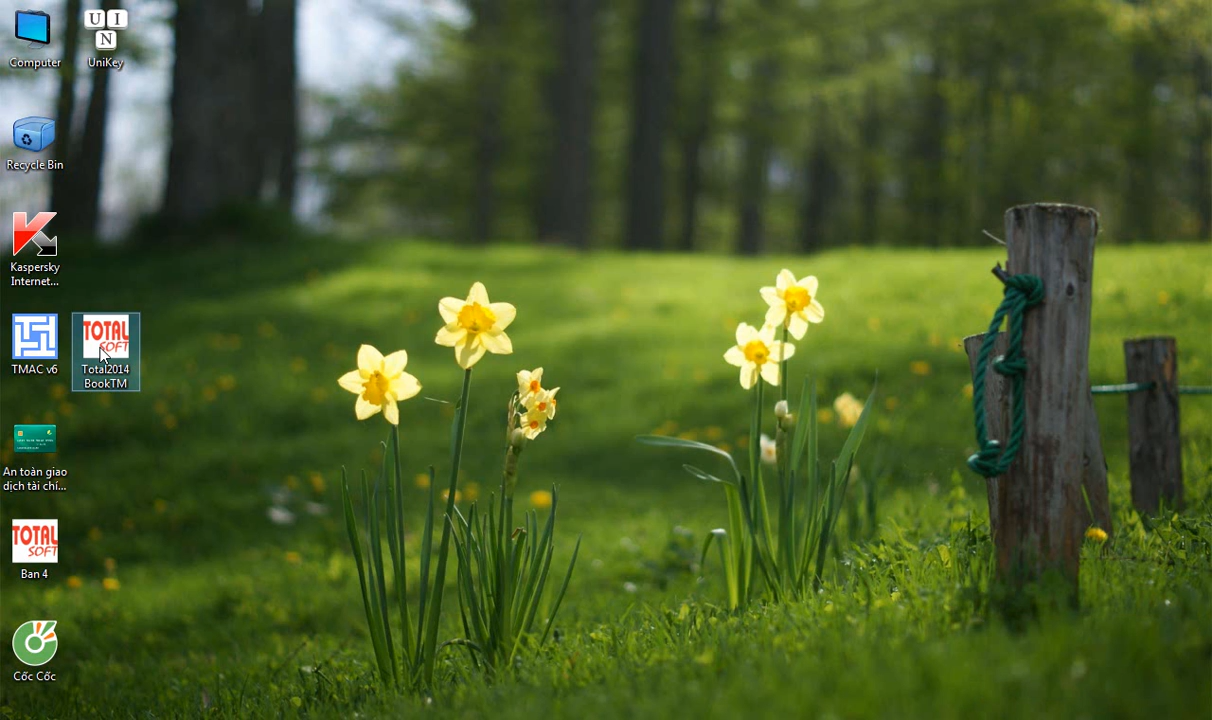 Computer
Recycle Bin
Kaspersky
Internet...
TMAC v6
An toàn giao
dịch tài chí...
TOTAL
SOFT
Ban 4
Cốc Cốc
U I
N
UniKey
TOTAL
SOFT
Total2014
BookTM